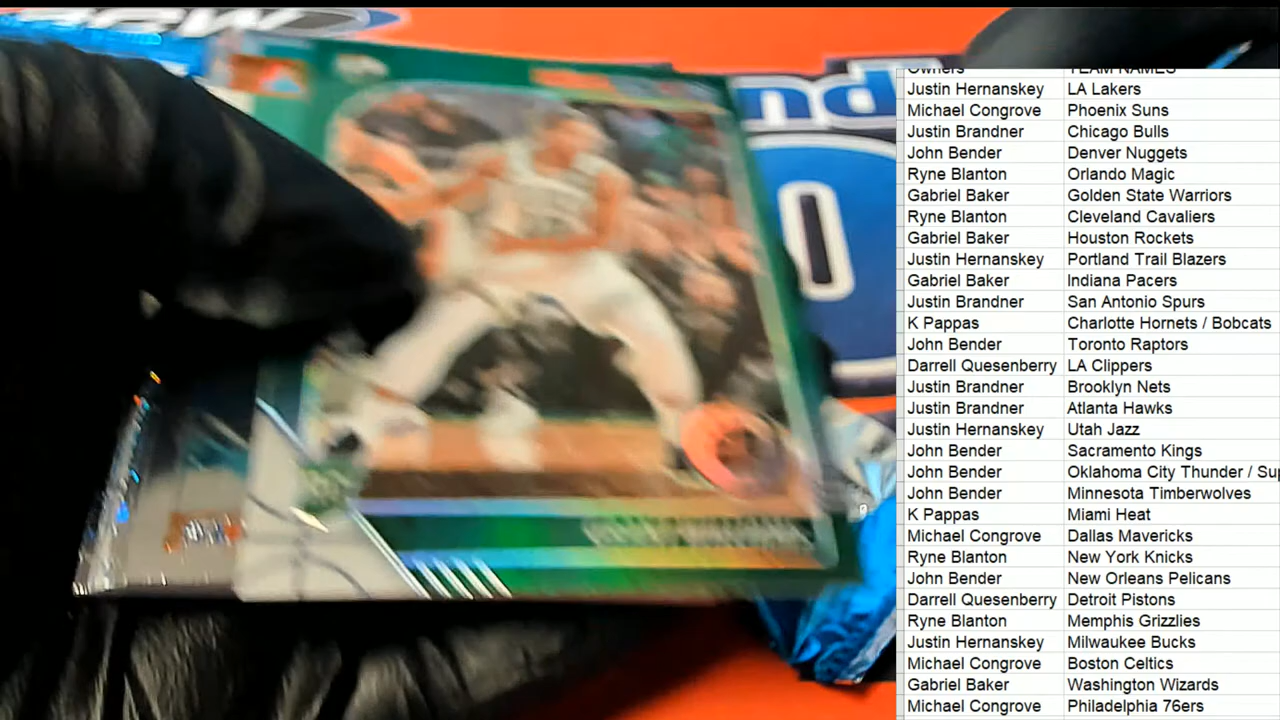 Owners TEAM NAMES
Justin Hernanskey LA Lakers
Michael Congrove Phoenix Suns
Justin Brandner Chicago Bulls
John Bender Denver Nuggets
Ryne Blanton Orlando Magic
Gabriel Baker Golden State Warriors
Ryne Blanton Cleveland Cavaliers
Gabriel Baker Houston Rockets
Justin Hernanskey Portland Trail Blazers
Gabriel Baker Indiana Pacers
Justin Brandner San Antonio Spurs
K Pappas Charlotte Hornets / Bobcats
John Bender Toronto Raptors
Darrell Quesenberry LA Clippers
Justin Brandner Brooklyn Nets
Justin Brandner Atlanta Hawks
Justin Hernanskey Utah Jazz
John Bender Sacramento Kings
John Bender Oklahoma City Thunder / Su
John Bender Minnesota Timberwolves
K Pappas Miami Heat
Michael Congrove Dallas Mavericks
Ryne Blanton New York Knicks
John Bender New Orleans Pelicans
Darrell Quesenberry Detroit Pistons
Ryne Blanton Memphis Grizzlies
Justin Hernanskey Milwaukee Bucks
Michael Congrove Boston Celtics
Gabriel Baker Washington Wizards
Michael Congrove Philadelphia 76ers